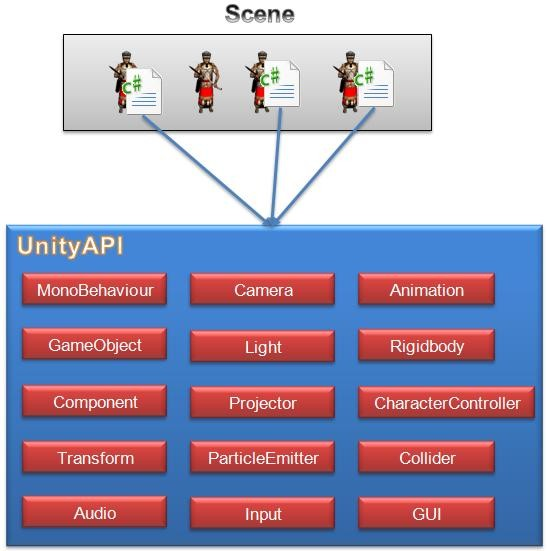 Scene
C#
C#
C#
UnityAPI
MonoBehaviour Camera Animation
GameObject Light Rigidbody
Component Projector CharacterController
Transform ParticleEmitter Collider
Audio Input GUI